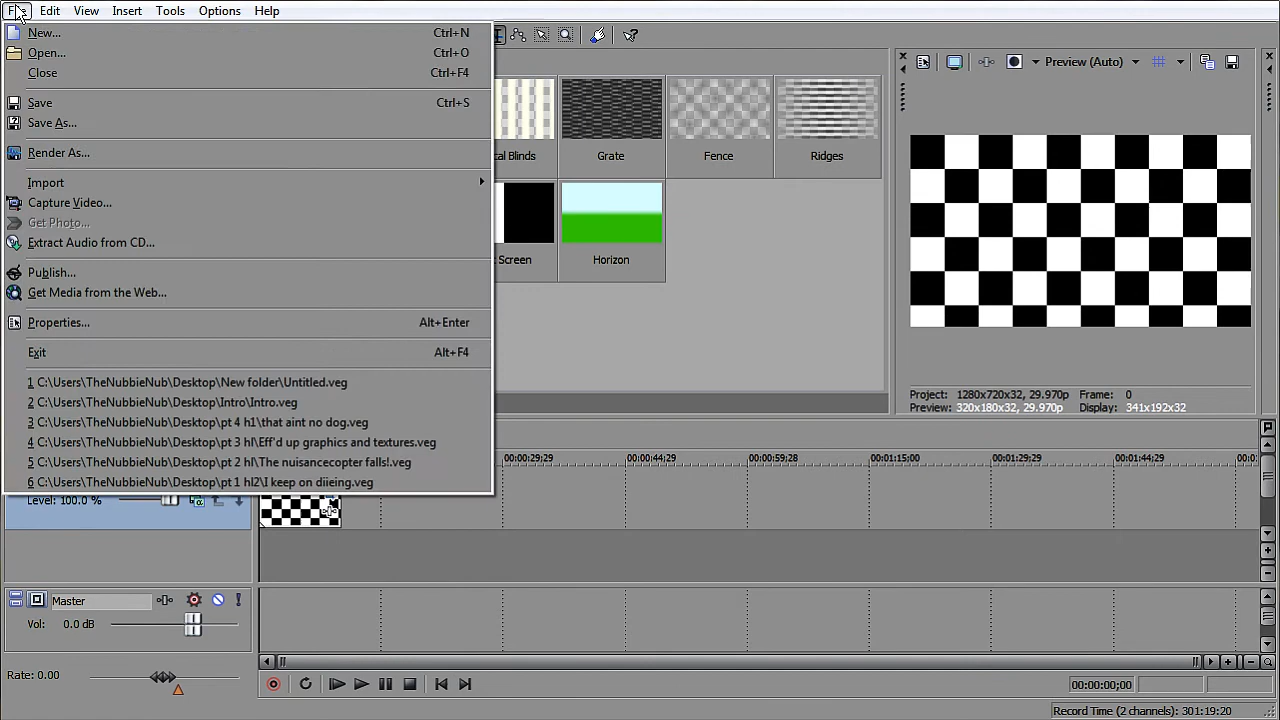 Edit View Insert Tools Options Help
New... Ctrl+N
Open... Ctrl+O
Close Ctrl+F4
Save Ctrl+S
Save As...
Render As...
Import
Capture Video...
Get Photo...
Extract Audio from CD...
Publish...
Get Media from the Web...
Properties... Alt+Enter
Exit Alt+F4
1 C:\Users\TheNubbieNub\Desktop\New folder\Untitled.veg
2 C:\Users\TheNubbieNub\Desktop\Intro\Intro.veg
3 C:\Users\TheNubbieNub\Desktop\pt 4 h1\that aint no dog.veg
4 C:\Users\TheNubbieNub\Desktop\pt 3 hl\Eff'd up graphics and textures.veg
5 C:\Users\TheNubbieNub\Desktop\pt 2 hl\The nuisancecopter falls!.veg
6 C:\Users\TheNubbieNub\Desktop\pt 1 hl2\I keep on diieing.veg
al Blinds Grate Fence Ridges
Screen Horizon
Preview (Auto)
Project: 1280x720x32, 29.970p Frame: 0
Preview: 320x180x32, 29.970p Display: 341x192x32
00:00:29;29 00:00:44;29 00:00:59;28 00:01:15;00 00:01:29;29 00:01:44;29 00:0
Level: 100.0 %
Master
Vol: 0.0 dB
Rate: 0.00
00:00:00;00
Record Time (2 channels): 301:19:20